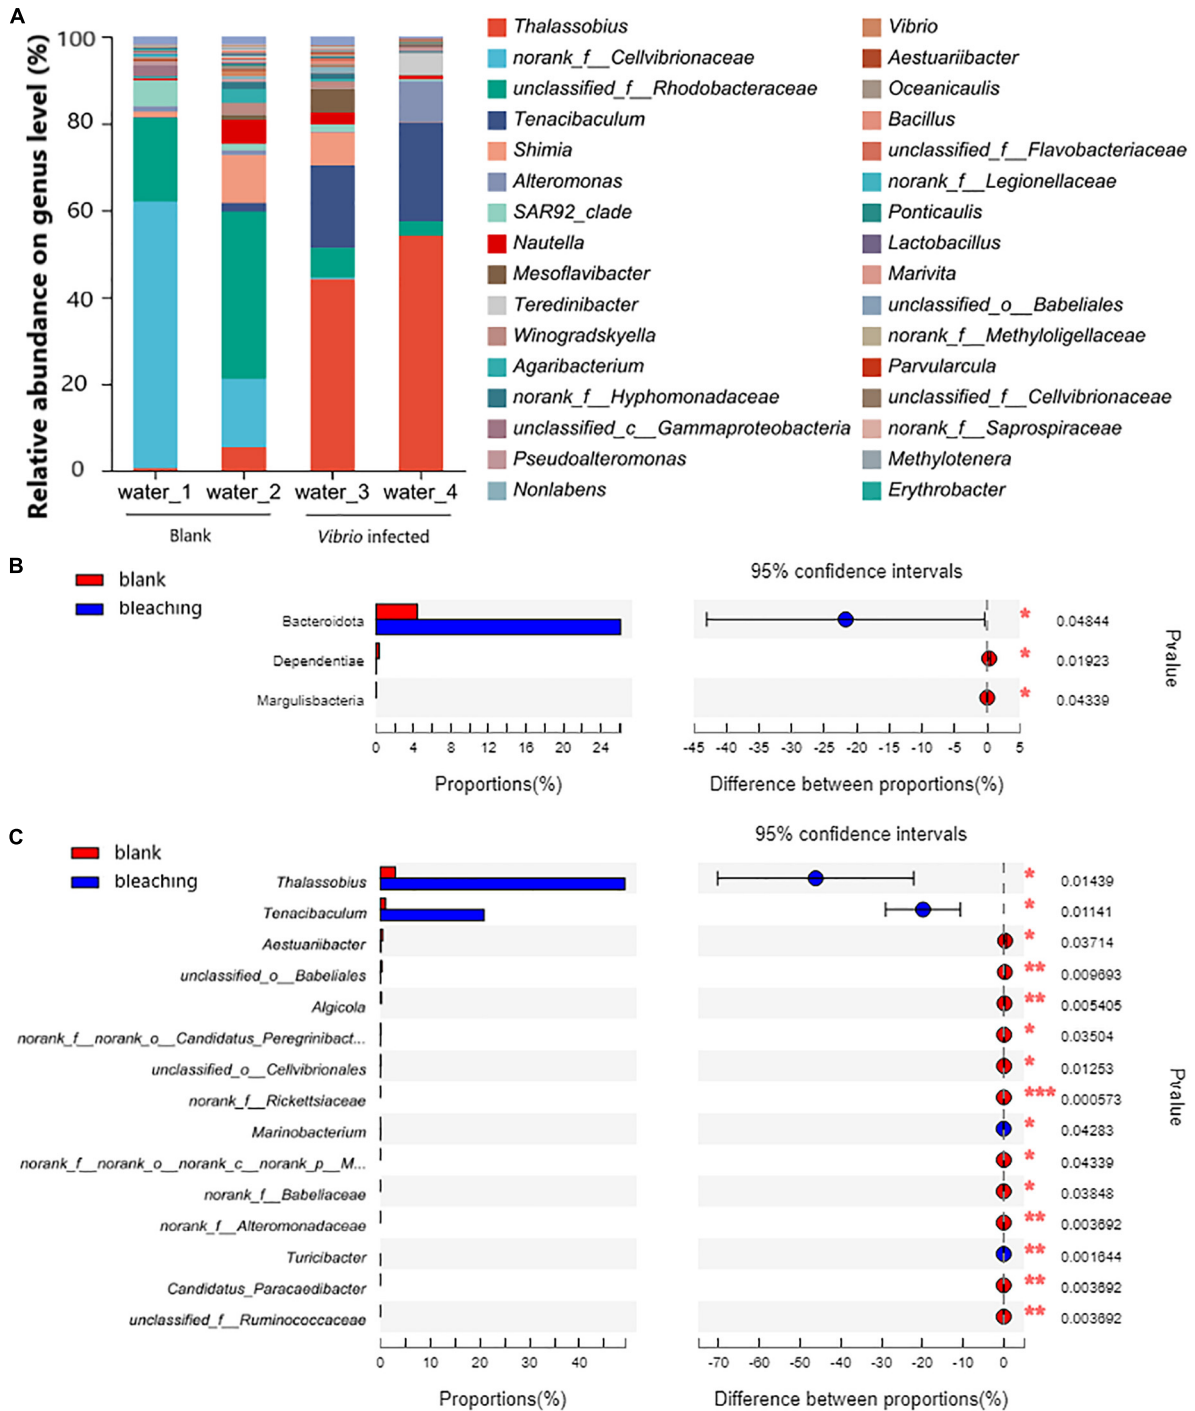 A
Relative abundance on genus level (%)
100
80
60
40
20
0
water_1 water_2 water_3 water_4
Blank
Vibrio infected
Thalassobius
norank_f__Cellvibrionaceae
unclassified_f__Rhodobacteraceae
Tenacibaculum
Shimia
Alteromonas
SAR92_clade
Nautella
Mesoflavibacter
Teredinibacter
Winogradskyella
Agaribacterium
norank_f__Hyphomonadaceae
unclassified_c__Gammaproteobacteria
Pseudoalteromonas
Nonlabens
Vibrio
Aestuariibacter
Oceanicaulis
Bacillus
unclassified_f__Flavobacteriaceae
norank_f__Legionellaceae
Ponticaulis
Lactobacillus
Marivita
unclassified_o__Babeliales
norank_f__Methyloligellaceae
Parvularcula
unclassified_f__Cellvibrionaceae
norank_f__Saprospiraceae
Methylotenera
Erythrobacter
B
blank
bleaching
95% confidence intervals
Bacteroidota * 0.04844
Dependentiae * 0.01923
Margulisbacteria * 0.04339
Pvalue
0 4 8 12 16 20 24
-45 -40 -35 -30 -25 -20 -15 -10 -5 0 5
Proportions(%)
Difference between proportions(%)
C
blank
bleaching
95% confidence intervals
Thalassobius * 0.01439
Tenacibaculum * 0.01141
Aestuariibacter * 0.03714
unclassified_o__Babeliales ** 0.009693
Algicola ** 0.005405
norank_f__norank_o__Candidatus_Peregrinibact... * 0.03504
unclassified_o__Cellvibrionales * 0.01253
norank_f__Rickettsiaceae *** 0.000573
Marinobacterium * 0.04283
norank_f__norank_o__norank_c__norank_p__M... * 0.04339
norank_f__Babeliaceae * 0.03848
norank_f__Alteromonadaceae ** 0.003692
Turicibacter ** 0.001644
Candidatus_Paracaedibacter ** 0.003692
unclassified_f__Ruminococcaceae ** 0.003692
Pvalue
0 10 20 30 40
-70 -60 -50 -40 -30 -20 -10 0
Proportions(%)
Difference between proportions(%)